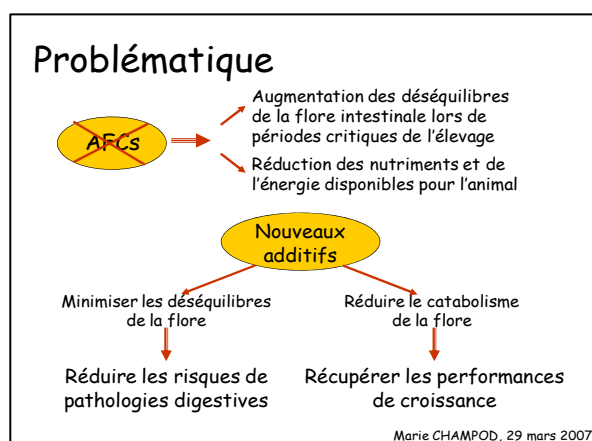 Problématique
Augmentation des déséquilibres
de la flore intestinale lors de
périodes critiques de l'élevage
AFCs
Réduction des nutriments et de
l'énergie disponibles pour l'animal
Nouveaux
additifs
Minimiser les déséquilibres
de la flore
Réduire le catabolisme
de la flore
Réduire les risques de
pathologies digestives
Récupérer les performances
de croissance
Marie CHAMPOD, 29 mars 2007